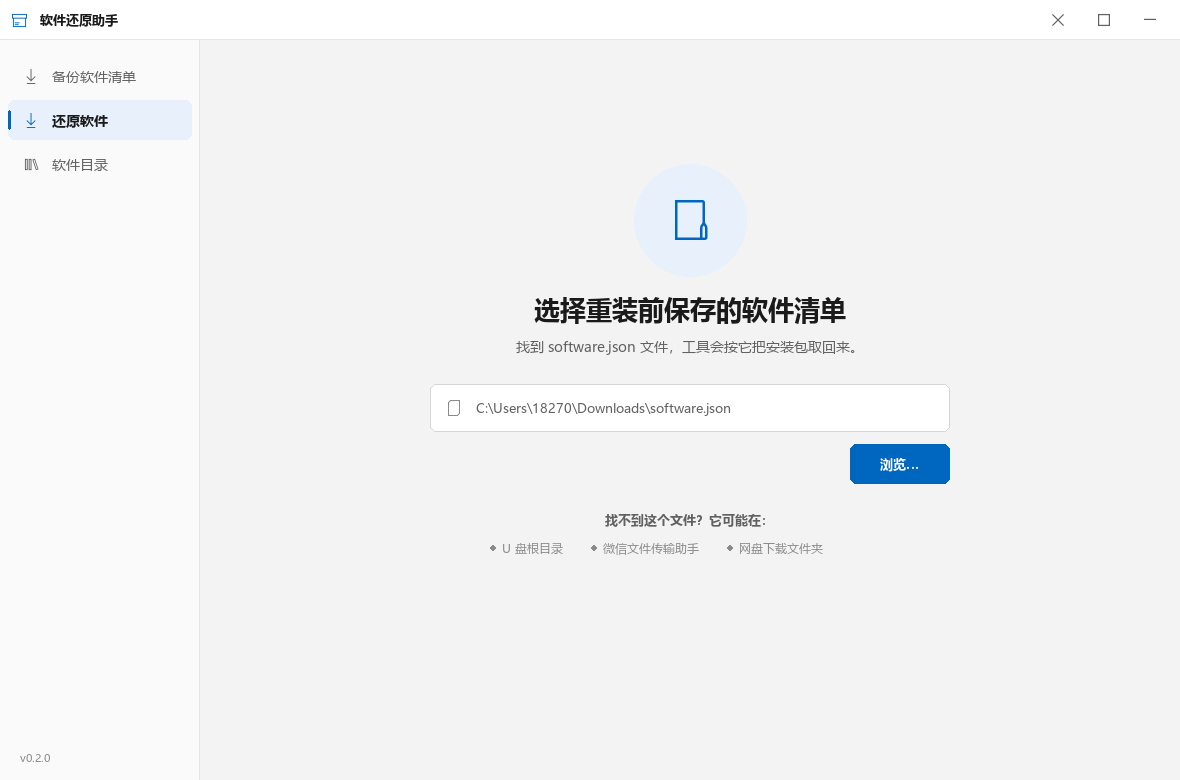 软件还原助手
备份软件清单
还原软件
软件目录
选择重装前保存的软件清单
找到 software.json 文件，工具会按它把安装包取回来。
C:\Users\18270\Downloads\software.json
浏览...
找不到这个文件？它可能在：
◆ U 盘根目录 ◆ 微信文件传输助手 ◆ 网盘下载文件夹
v0.2.0